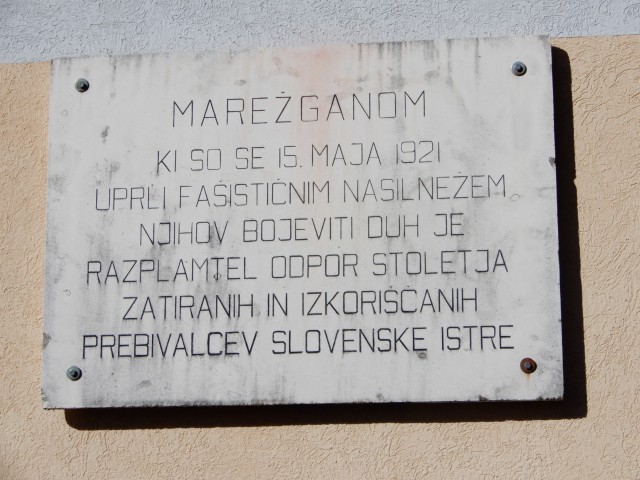 MAREŽGANOM
KI SO SE 15. MAJA 1921
UPRLI FAŠISTIČNIM NASILNEŽEM
NJIHOV BOJEVITI DUH JE
RAZPLAMTEL ODPOR STOLETJA
ZATIRANIH IN IZKORIŠČANIH
PREBIVALCEV SLOVENSKE ISTRE